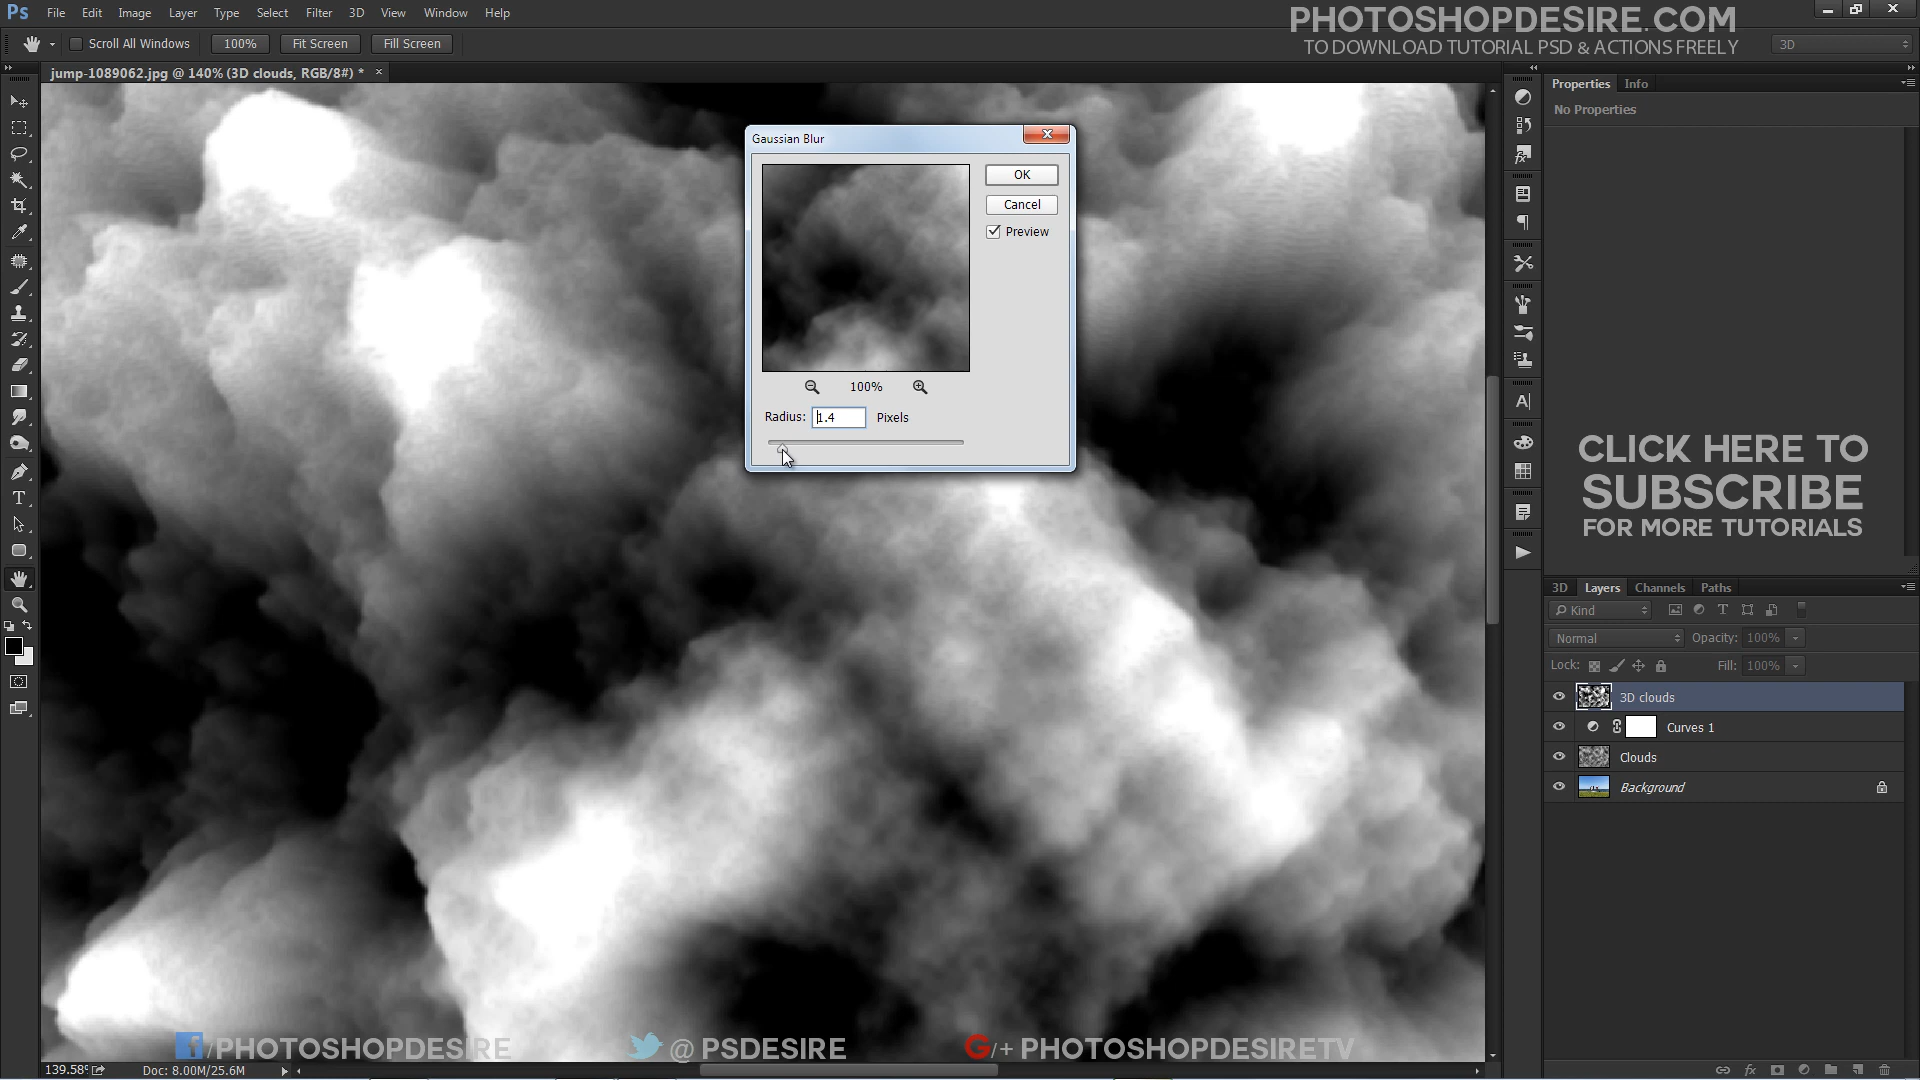 Ps File Edit Image Layer Type Select Filter 3D View Window Help
PHOTOSHOPDESIRE.COM
TO DOWNLOAD TUTORIAL PSD & ACTIONS FREELY
Scroll All Windows 100% Fit Screen Fill Screen
3D
jump-1089062.jpg @ 140% (3D clouds, RGB/8#) * ×
Properties Info
No Properties
Gaussian Blur
OK
Cancel
Preview
100%
Radius: 1.4 Pixels
CLICK HERE TO
SUBSCRIBE
FOR MORE TUTORIALS
3D Layers Channels Paths
Kind
Normal Opacity: 100%
Lock: Fill: 100%
3D clouds
Curves 1
Clouds
Background
f/PHOTOSHOPDESIRE
@ PSDESIRE
G/+ PHOTOSHOPDESIRETV
139.58% Doc: 8.00M/25.6M